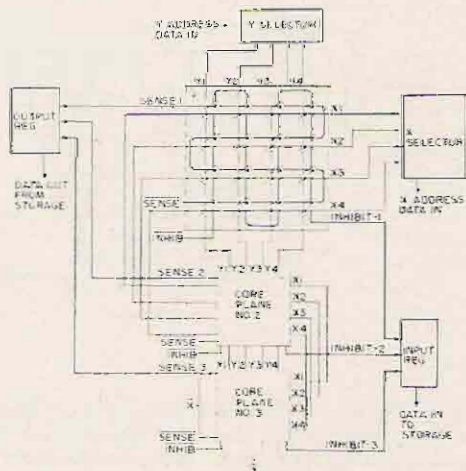 Y ADDRESS
DATA IN
Y SELECTOR
Y1 Y2 Y3 Y4
SENSE 1
OUTPUT
REG
X1
X2
X3
X4
X
SELECTOR
DATA OUT
FROM
STORAGE
SENSE
X ADDRESS
DATA IN
INHIBIT-1
INHIB
Y1 Y2 Y3 Y4
SENSE 2
CORE
PLANE
NO. 2
X1
X2
X3
X4
SENSE
INHIB
INHIBIT-2
INPUT
REG
SENSE 3
Y1 Y2 Y3 Y4
CORE
PLANE
NO. 3
X
X1
X2
X3
X4
DATA IN
TO
STORAGE
SENSE
INHIB
INHIBIT-3